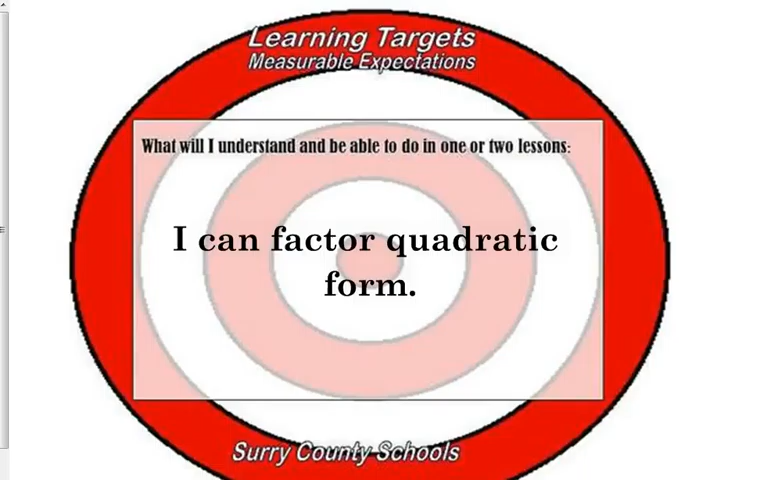 Learning Targets
Measurable Expectations
What will I understand and be able to do in one or two lessons:
I can factor quadratic
form.
Surry County Schools